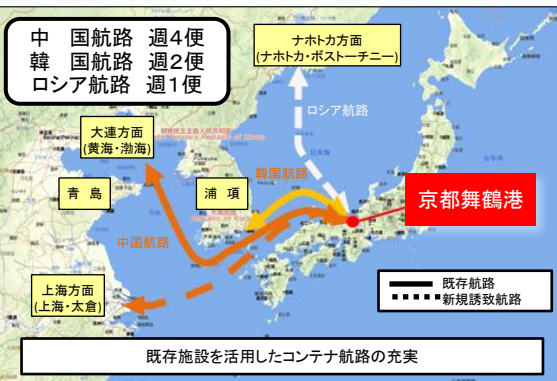 中　国航路　週4便
韓　国航路　週2便
ロシア航路　週1便
ナホトカ方面
(ナホトカ・ボストーチニー)
ロシア航路
大連方面
(黄海・渤海)
韓国航路
青　島
浦　項
京都舞鶴港
中国航路
上海方面
(上海・太倉)
既存航路
新規誘致航路
既存施設を活用したコンテナ航路の充実